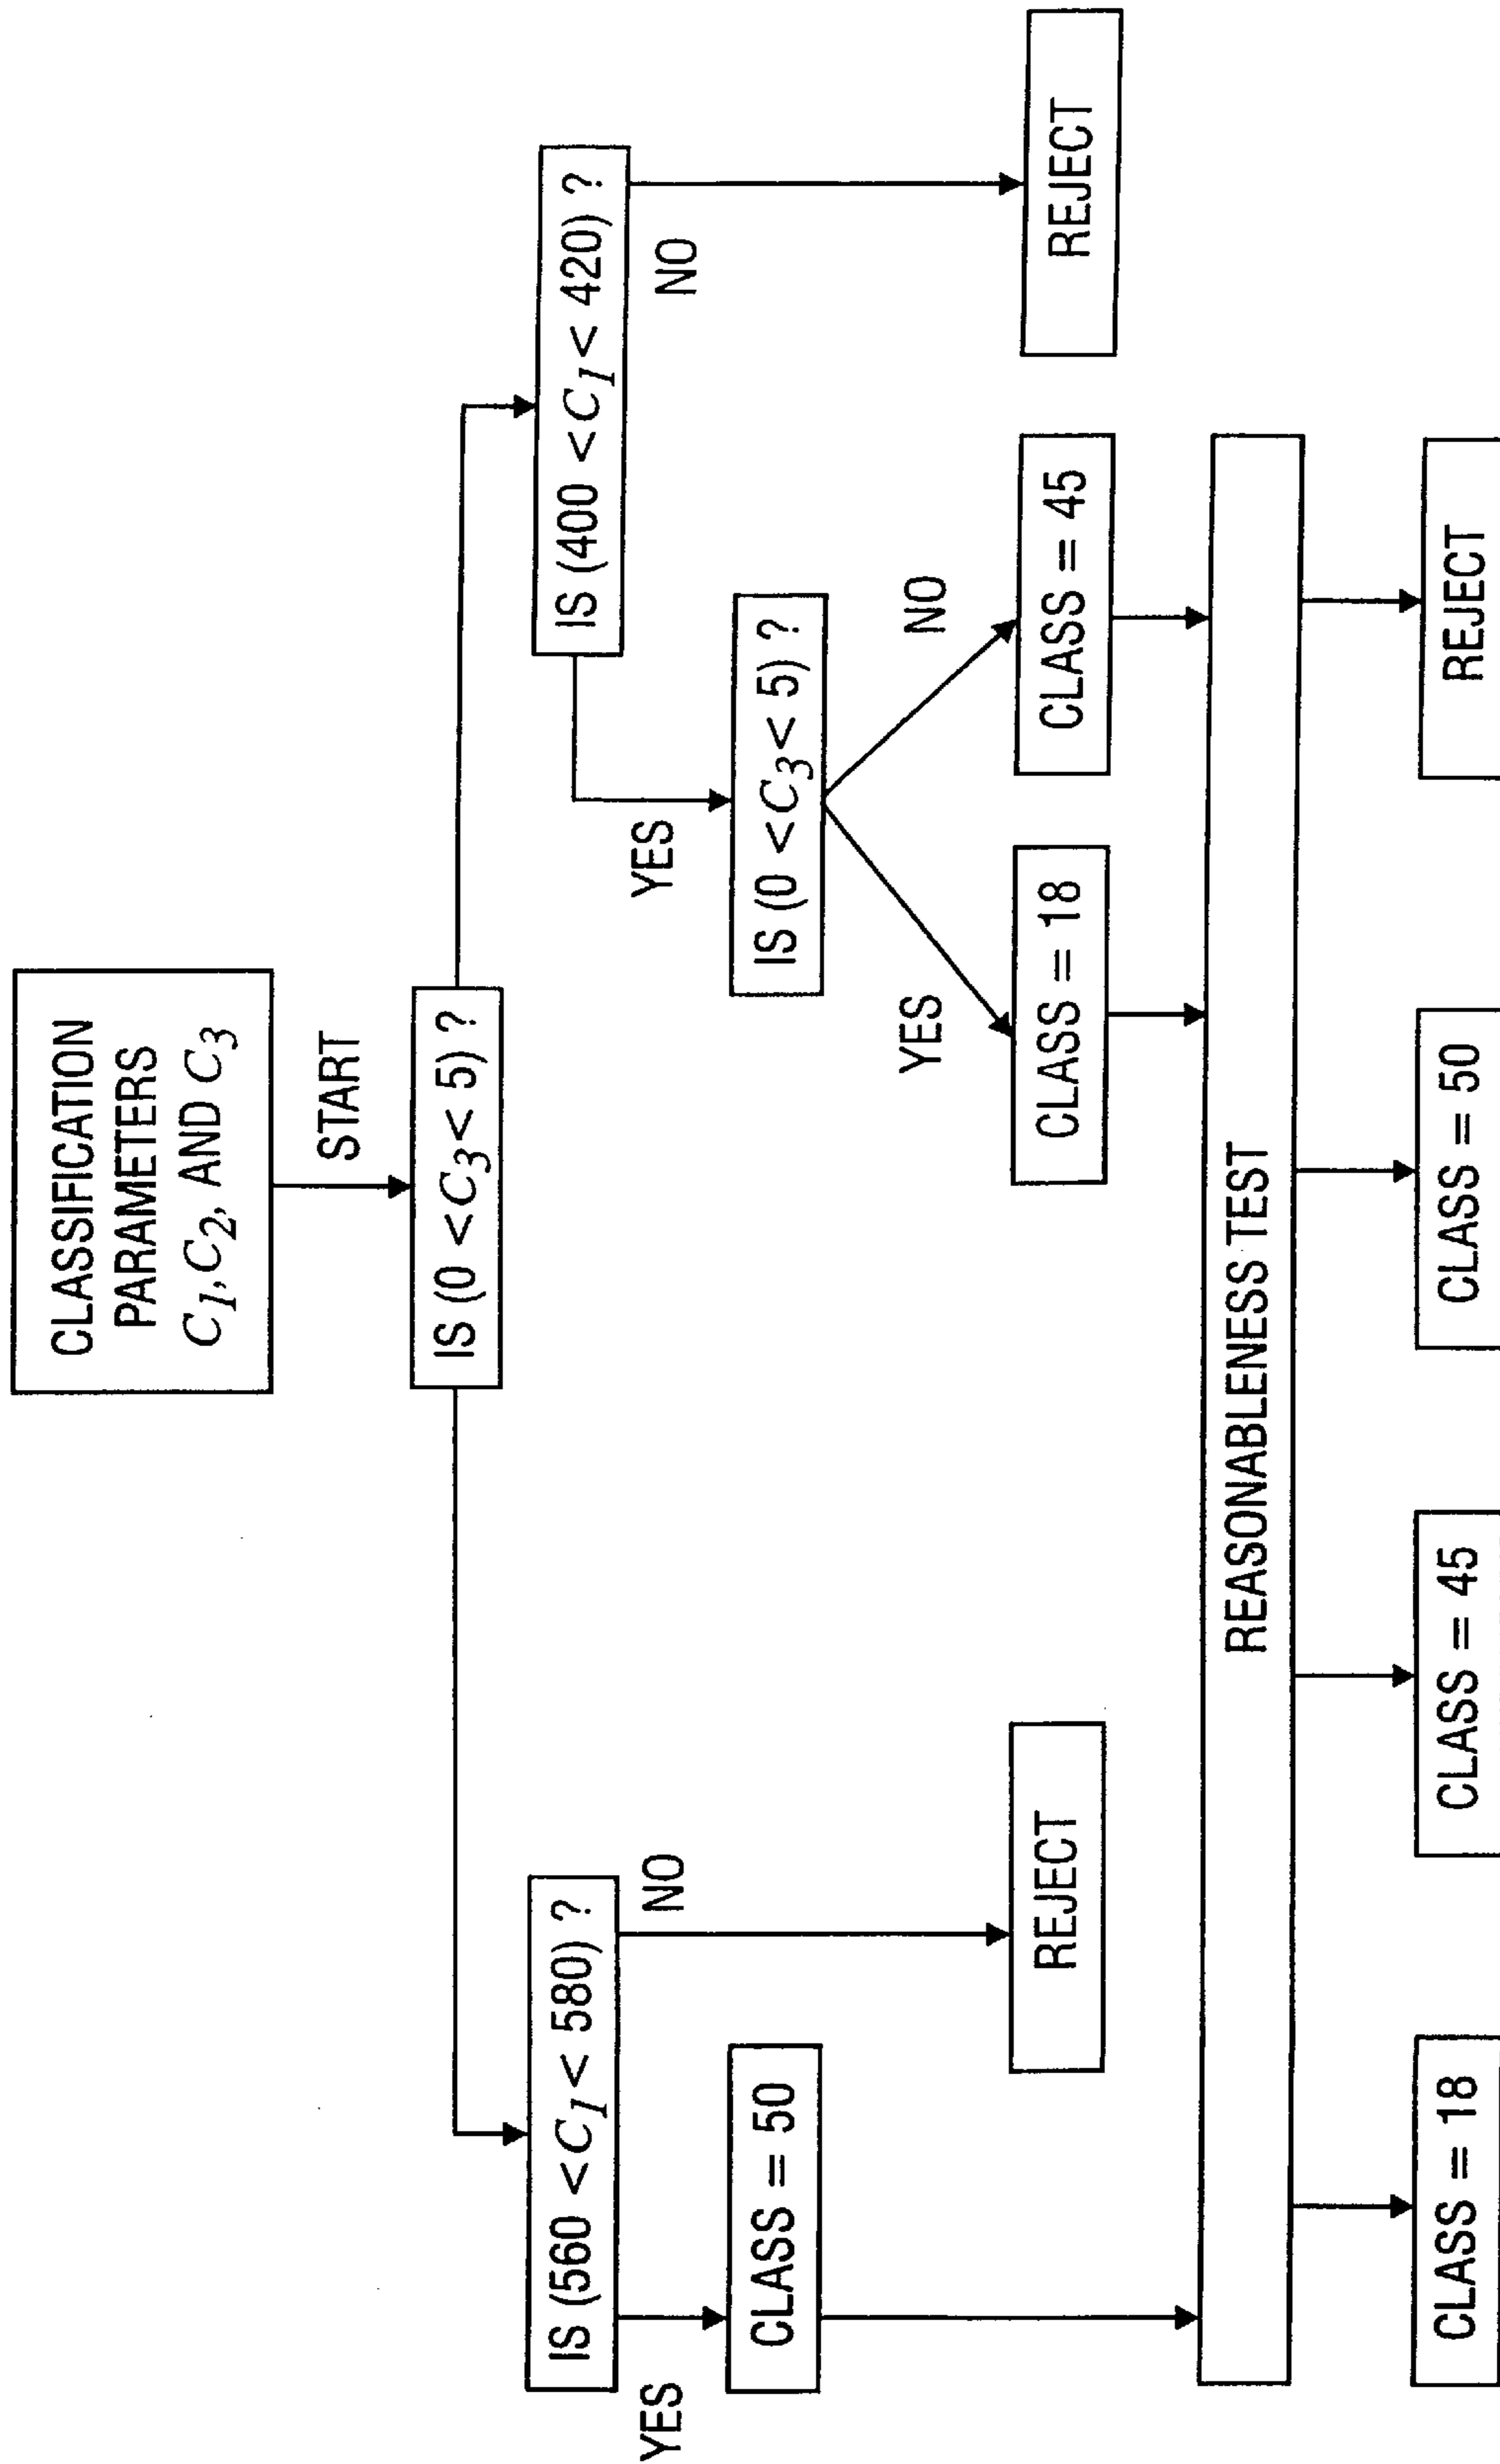 CLASSIFICATION
PARAMETERS
C1, C2, AND C3
START
IS (0 < C3 < 5) ?
IS (560 < C1 < 580) ?
IS (400 < C1 < 420) ?
YES
NO
YES
NO
CLASS = 50
IS (0 < C3 < 5) ?
YES
NO
REJECT
CLASS = 18
CLASS = 45
REJECT
REASONABLENESS TEST
CLASS = 18
CLASS = 45
CLASS = 50
REJECT